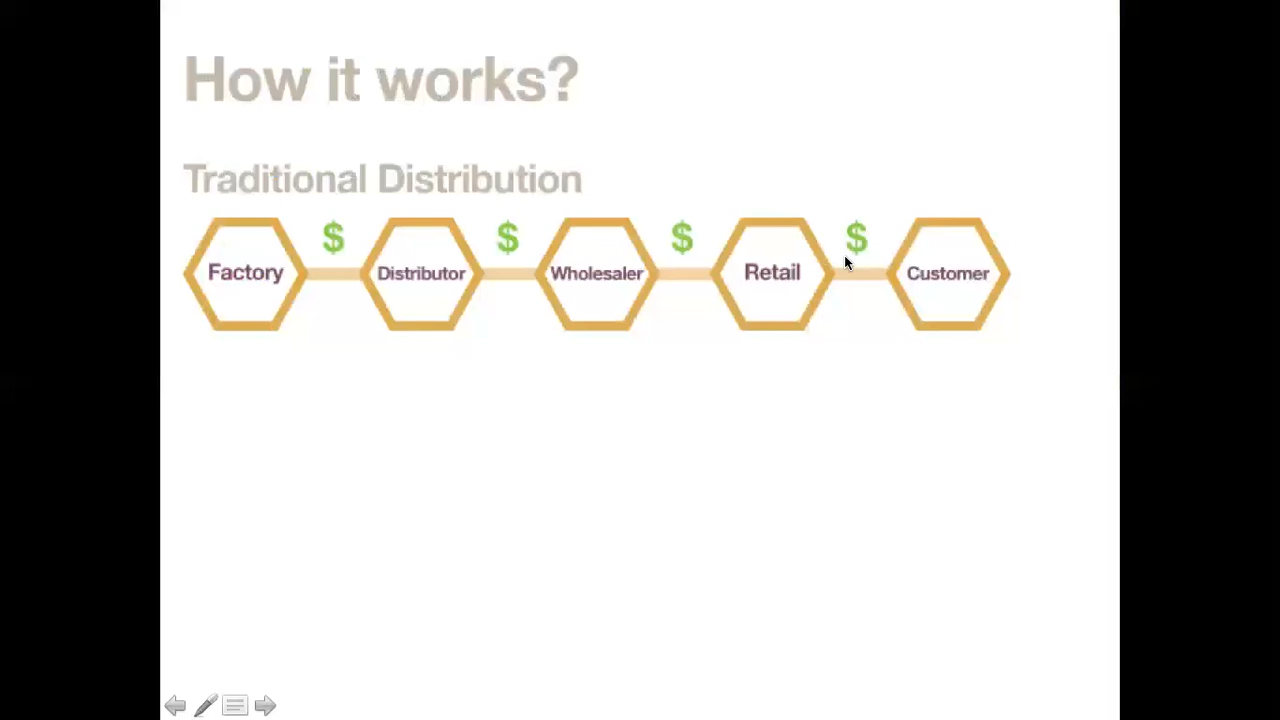 How it works?
Traditional Distribution
$ $ $ $
Factory Distributor Wholesaler Retail Customer